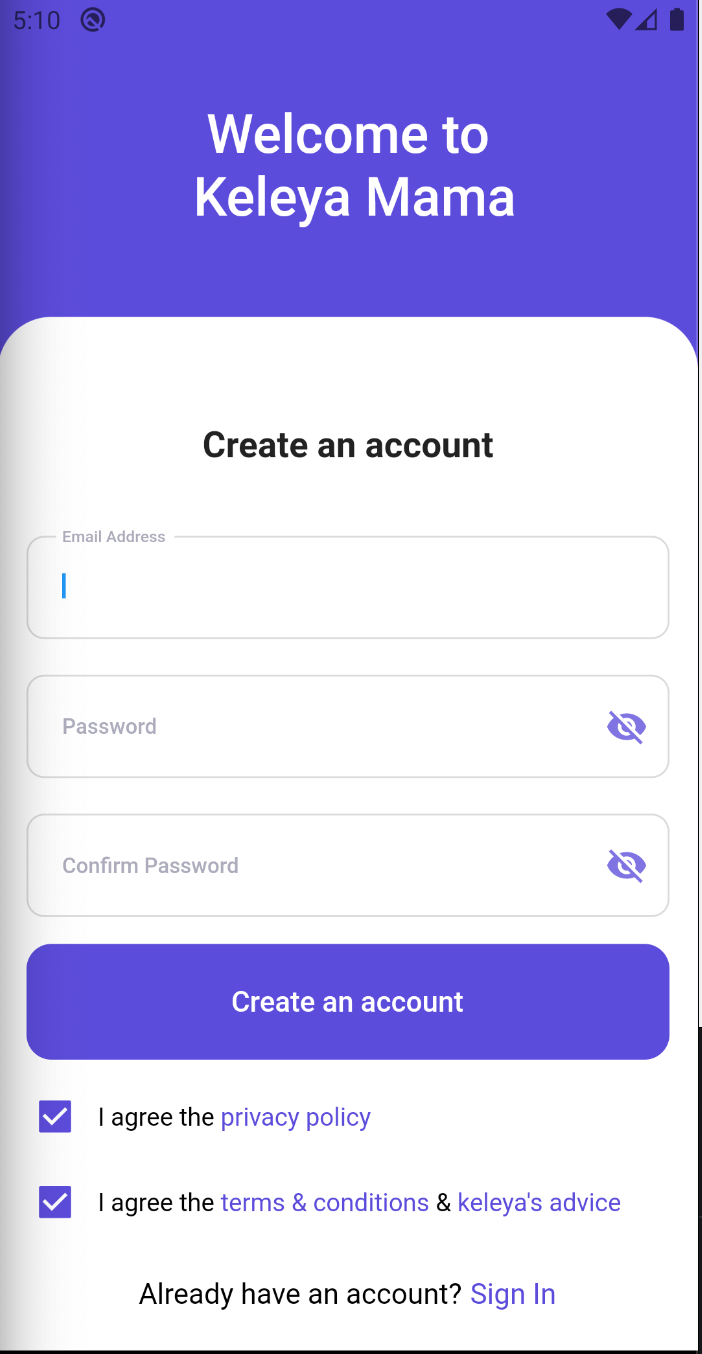 5:10
Welcome to
Keleya Mama
Create an account
Email Address
Password
Confirm Password
Create an account
I agree the privacy policy
I agree the terms & conditions & keleya's advice
Already have an account? Sign In